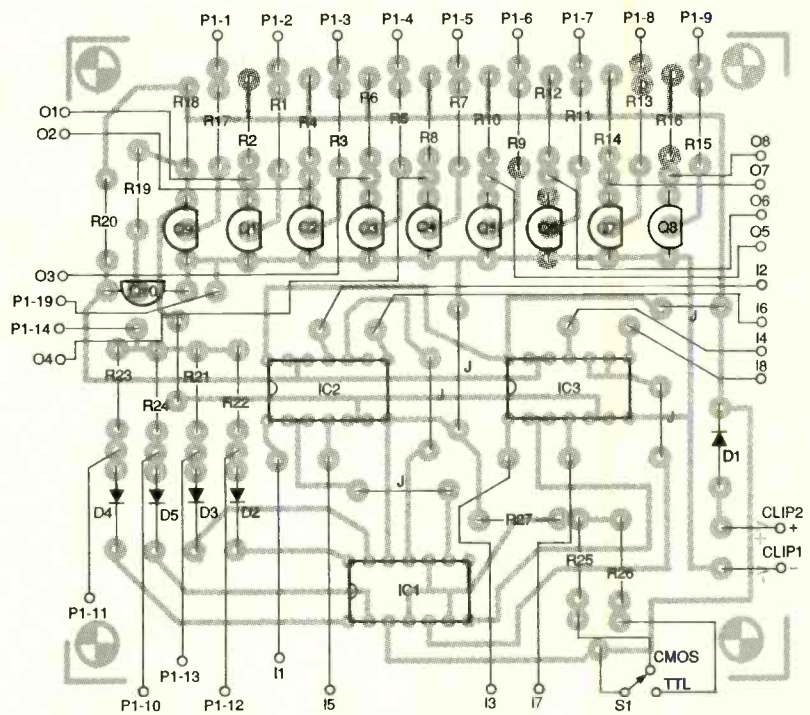 P1-1 P1-2 P1-3 P1-4 P1-5 P1-6 P1-7 P1-8 P1-9
R18 R1 R6 R7 R12 R13
O1 R17 R2 R4 R3 R5 R8 R10 R9 R11 R14 R16 R15
O2
O8
O7
R19
R20
O6
Q9 Q1 Q2 Q3 Q4 Q5 Q6 Q7 Q8
O5
O3
I2
P1-19
P1-14
J
I6
I4
O4
I8
R23 R21 IC2 J IC3
R24 R22 J J
D1
J
D4 D5 D3 D2
R27
CLIP2
+
R25 R26
CLIP1
-
IC1
P1-11
P1-13 I1
CMOS
P1-10 P1-12 I5 I3 I7 S1 TTL